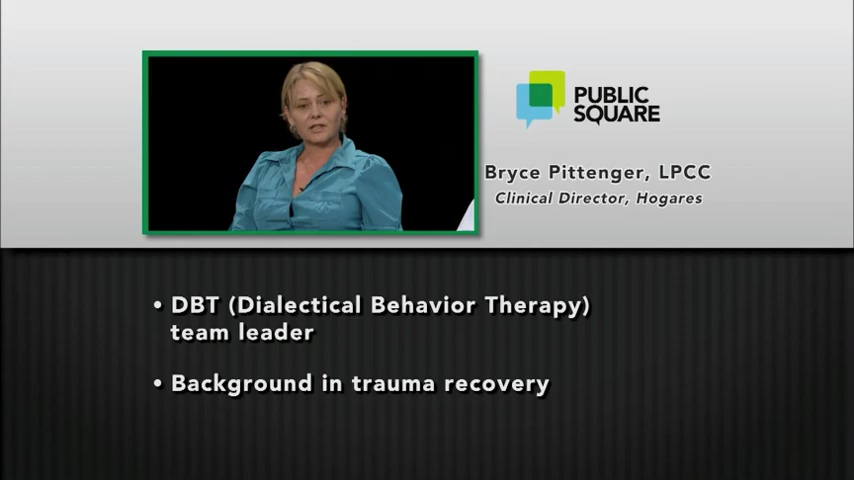 PUBLIC
SQUARE
Bryce Pittenger, LPCC
Clinical Director, Hogares
• DBT (Dialectical Behavior Therapy)
team leader
• Background in trauma recovery